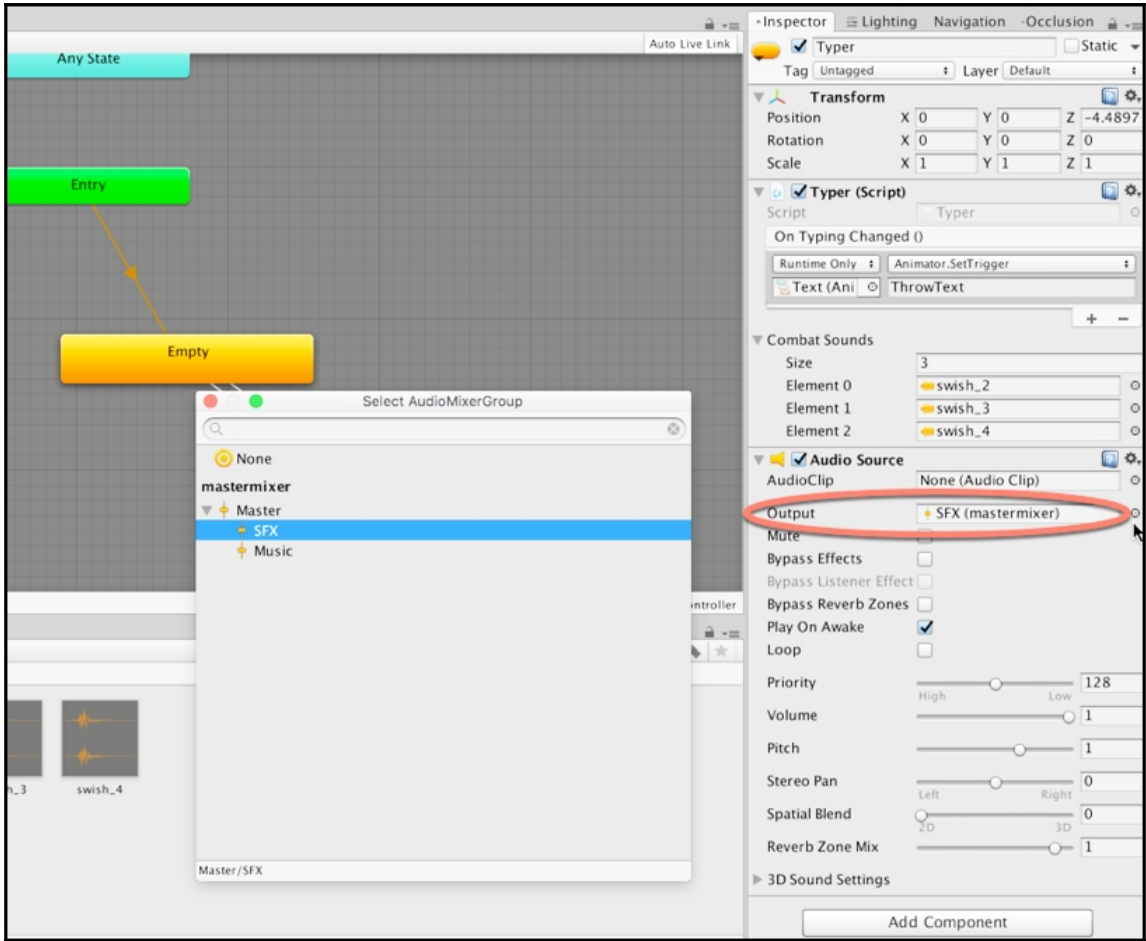 Inspector Lighting Navigation Occlusion
Auto Live Link
Any State
Entry
Empty
Select AudioMixerGroup
None
mastermixer
Master
SFX
Music
Master/SFX
ntroller
h_3 swish_4
Typer Static
Tag Untagged Layer Default
Transform
Position X 0 Y 0 Z -4.4897
Rotation X 0 Y 0 Z 0
Scale X 1 Y 1 Z 1
Typer (Script)
Script Typer
On Typing Changed ()
Runtime Only Animator.SetTrigger
Text (Ani ThrowText
+ −
Combat Sounds
Size 3
Element 0 swish_2
Element 1 swish_3
Element 2 swish_4
Audio Source
AudioClip None (Audio Clip)
Output SFX (mastermixer)
Mute
Bypass Effects
Bypass Listener Effect
Bypass Reverb Zones
Play On Awake
Loop
Priority 128
High Low
Volume 1
Pitch 1
Stereo Pan 0
Left Right
Spatial Blend 0
2D 3D
Reverb Zone Mix 1
3D Sound Settings
Add Component